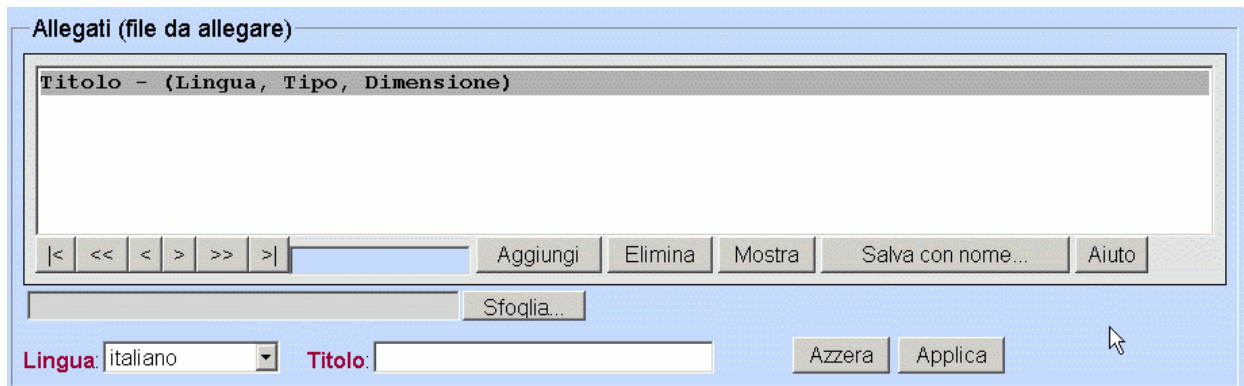 Allegati (file da allegare)
Titolo - (Lingua, Tipo, Dimensione)
|< << < > >> >| Aggiungi Elimina Mostra Salva con nome... Aiuto
Sfoglia...
Lingua: italiano Titolo: Azzera Applica